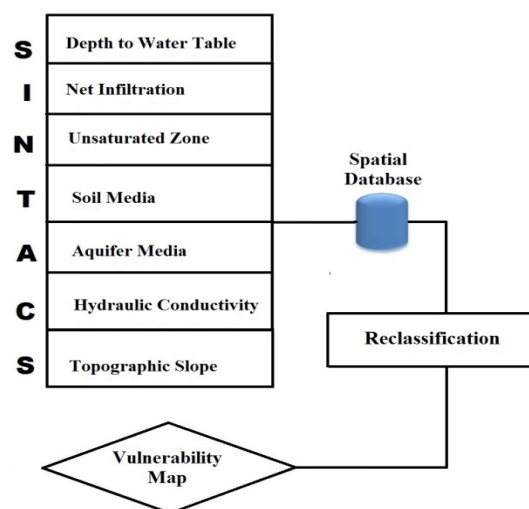 S Depth to Water Table
I Net Infiltration
N Unsaturated Zone
T Soil Media
A Aquifer Media
C Hydraulic Conductivity
S Topographic Slope
Spatial
Database
Reclassification
Vulnerability
Map